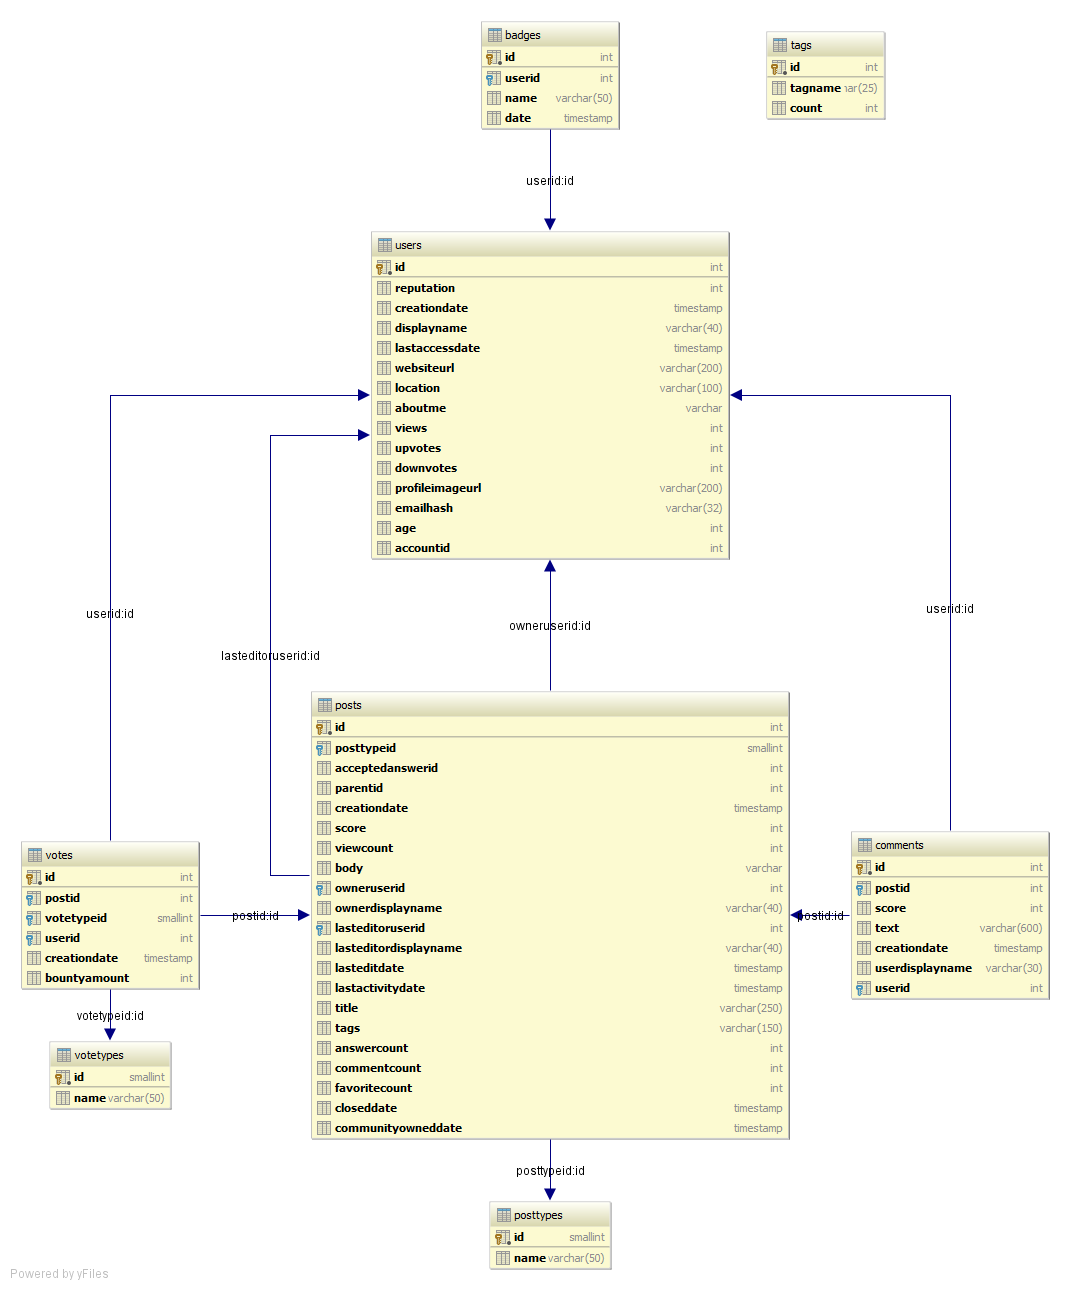 badges
id int
userid int
name varchar(50)
date timestamp
tags
id int
tagname ar(25)
count int
userid:id
users
id int
reputation int
creationdate timestamp
displayname varchar(40)
lastaccessdate timestamp
websiteurl varchar(200)
location varchar(100)
aboutme varchar
views int
upvotes int
downvotes int
profileimageurl varchar(200)
emailhash varchar(32)
age int
accountid int
userid:id
lasteditoruserid:id
owneruserid:id
userid:id
posts
id int
posttypeid smallint
acceptedanswerid int
parentid int
creationdate timestamp
score int
viewcount int
body varchar
owneruserid int
ownerdisplayname varchar(40)
lasteditoruserid int
lasteditordisplayname varchar(40)
lasteditdate timestamp
lastactivitydate timestamp
title varchar(250)
tags varchar(150)
answercount int
commentcount int
favoritecount int
closeddate timestamp
communityowneddate timestamp
votes
id int
postid int
votetypeid smallint
userid int
creationdate timestamp
bountyamount int
postid:id
comments
id int
postid int
score int
text varchar(600)
creationdate timestamp
userdisplayname varchar(30)
userid int
postid:id
votetypeid:id
votetypes
id smallint
name varchar(50)
posttypeid:id
posttypes
id smallint
name varchar(50)
Powered by yFiles